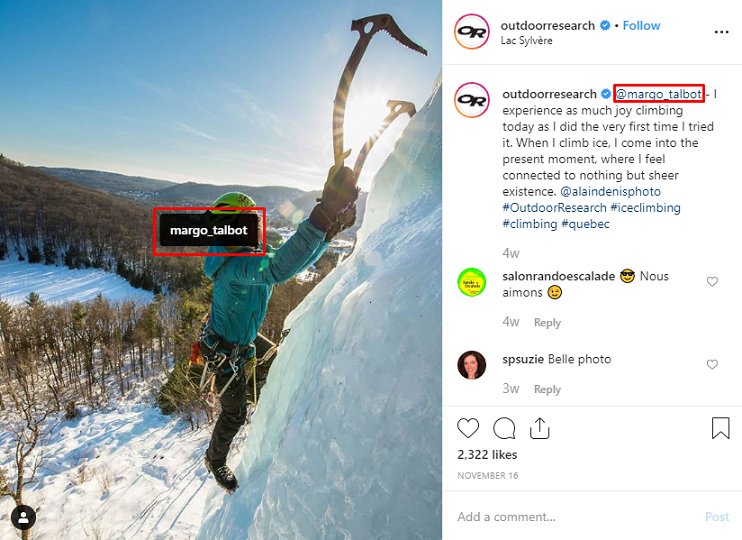 margo_talbot
OR
outdoorresearch • Follow
Lac Sylvère
OR
outdoorresearch @margo_talbot - I
experience as much joy climbing
today as I did the very first time I tried
it. When I climb ice, I come into the
present moment, where I feel
connected to nothing but sheer
existence. @alaindenisphoto
#OutdoorResearch #iceclimbing
#climbing #quebec
4w
salonrandoescalade 😎 Nous
aimons 😉
4w Reply
spsuzie Belle photo
3w Reply
2,322 likes
NOVEMBER 16
Add a comment... Post